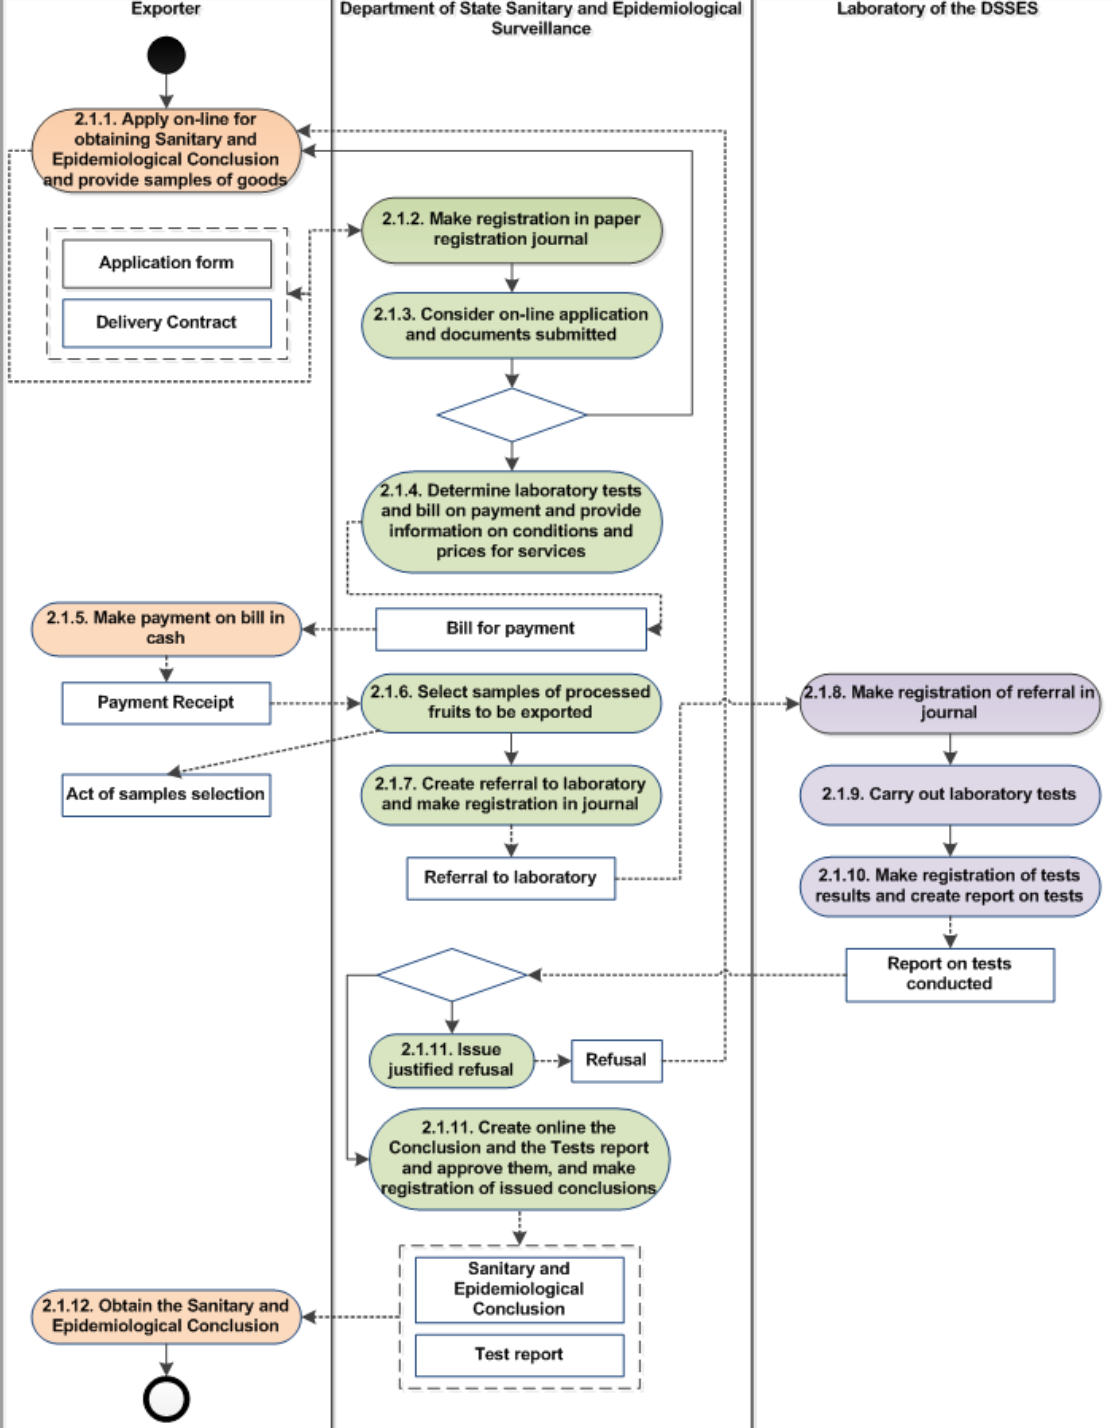 Exporter
Department of State Sanitary and Epidemiological
Surveillance
Laboratory of the DSSES
2.1.1. Apply on-line for
obtaining Sanitary and
Epidemiological Conclusion
and provide samples of goods
2.1.2. Make registration in paper
registration journal
Application form
Delivery Contract
2.1.3. Consider on-line application
and documents submitted
2.1.4. Determine laboratory tests
and bill on payment and provide
information on conditions and
prices for services
2.1.5. Make payment on bill in
cash
Bill for payment
Payment Receipt
2.1.6. Select samples of processed
fruits to be exported
2.1.8. Make registration of referral in
journal
Act of samples selection
2.1.7. Create referral to laboratory
and make registration in journal
2.1.9. Carry out laboratory tests
Referral to laboratory
2.1.10. Make registration of tests
results and create report on tests
Report on tests
conducted
2.1.11. Issue
justified refusal
Refusal
2.1.11. Create online the
Conclusion and the Tests report
and approve them, and make
registration of issued conclusions
Sanitary and
Epidemiological
Conclusion
2.1.12. Obtain the Sanitary and
Epidemiological Conclusion
Test report